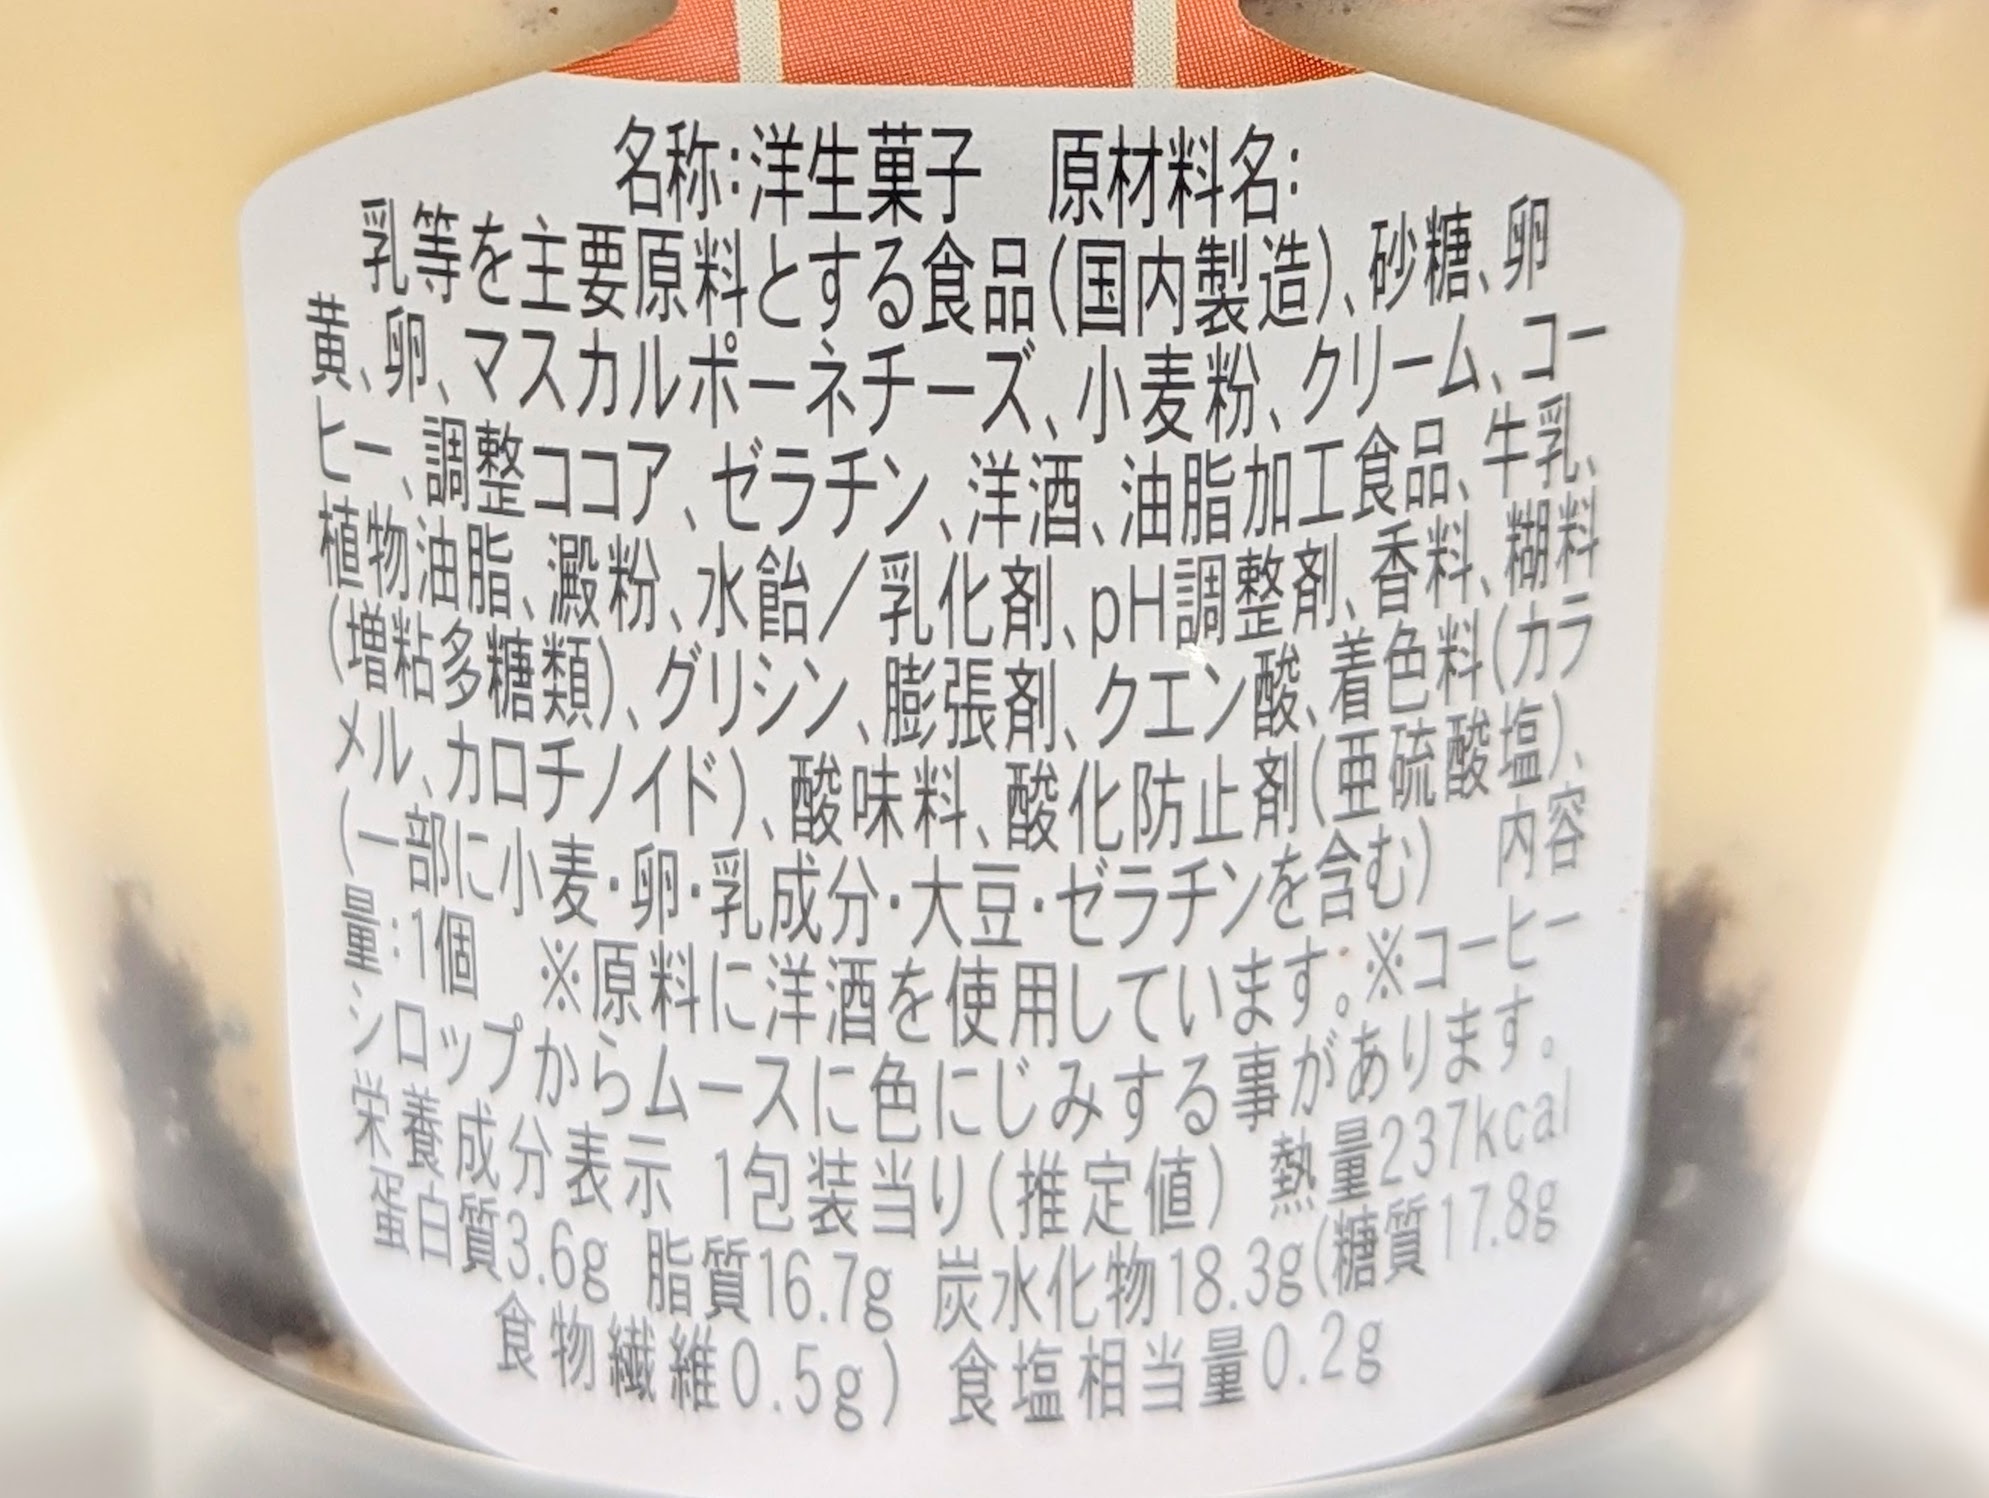 名称:洋生菓子　原材料名:
乳等を主要原料とする食品(国内製造)、砂糖、卵
黄、卵、マスカルポーネチーズ、小麦粉、クリーム、コー
ヒー、調整ココア、ゼラチン、洋酒、油脂加工食品、牛乳、
植物油脂、澱粉、水飴／乳化剤、pH調整剤、香料、糊料
(増粘多糖類)、グリシン、膨張剤、クエン酸、着色料(カラ
メル、カロチノイド)、酸味料、酸化防止剤(亜硫酸塩)、
(一部に小麦・卵・乳成分・大豆・ゼラチンを含む)　内容
量:1個　※原料に洋酒を使用しています。※コーヒー
シロップからムースに色にじみする事があります。
栄養成分表示 1包装当り(推定値) 熱量237kcal
蛋白質3.6g 脂質16.7g 炭水化物18.3g(糖質17.8g
食物繊維0.5g) 食塩相当量0.2g